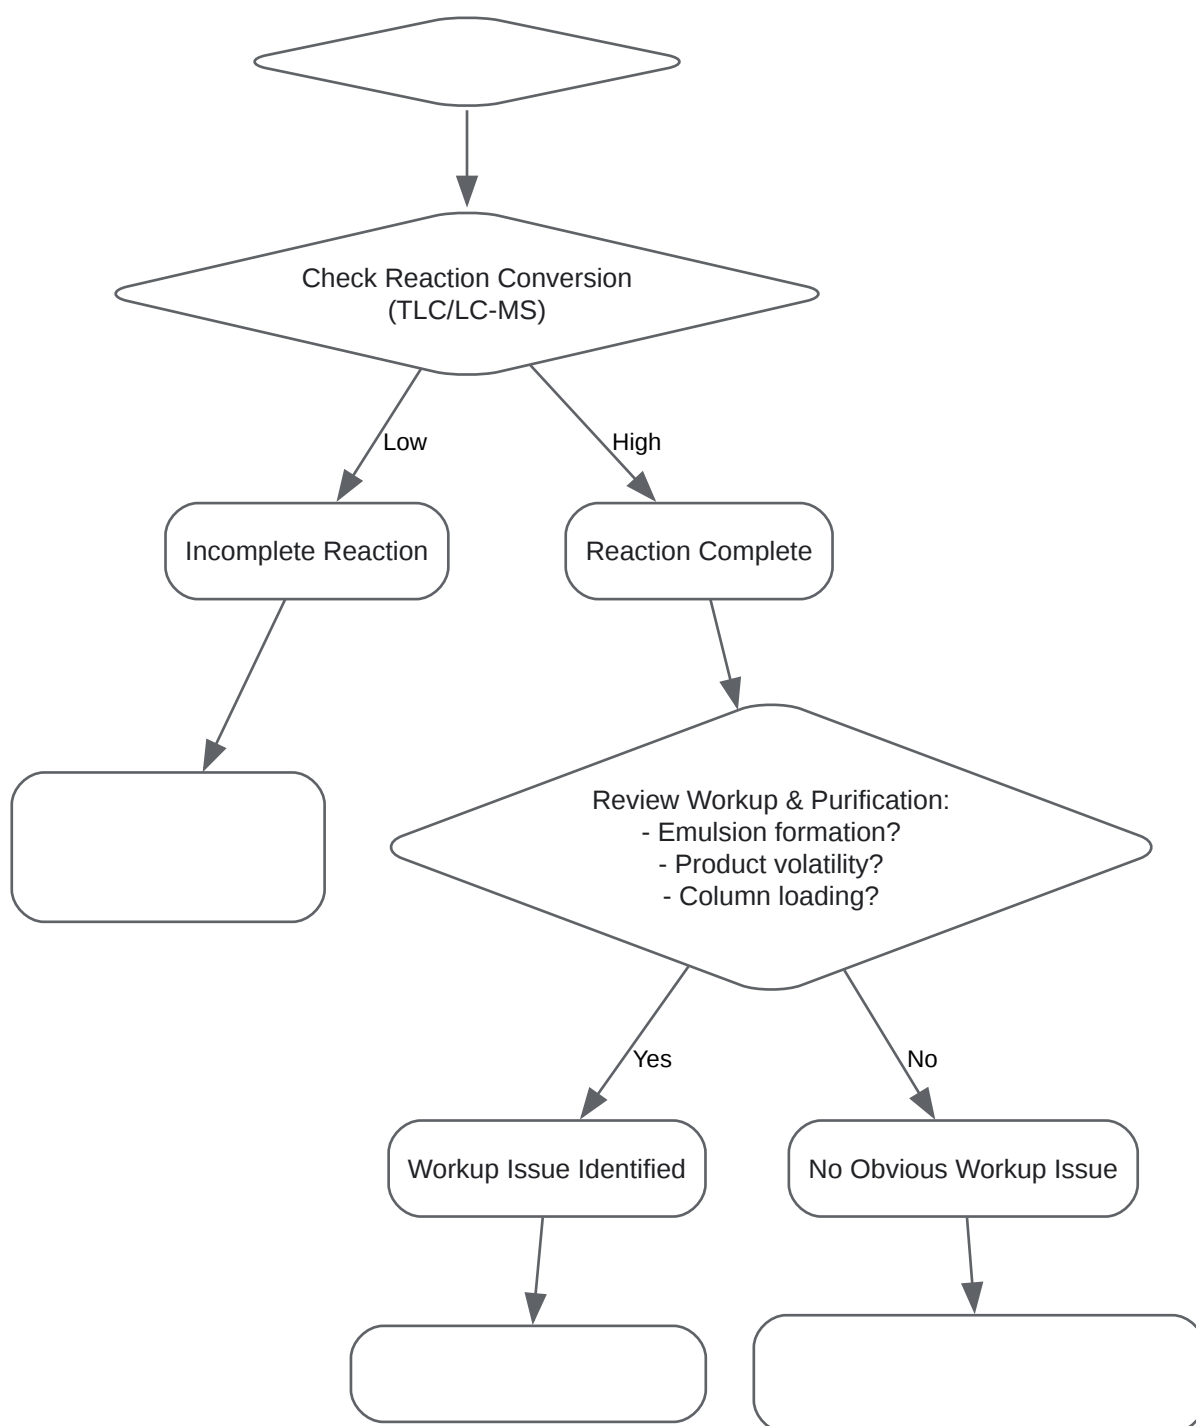 Check Reaction Conversion
(TLC/LC-MS)
Low
High
Incomplete Reaction
Reaction Complete
Review Workup & Purification:
- Emulsion formation?
- Product volatility?
- Column loading?
Yes
No
Workup Issue Identified
No Obvious Workup Issue